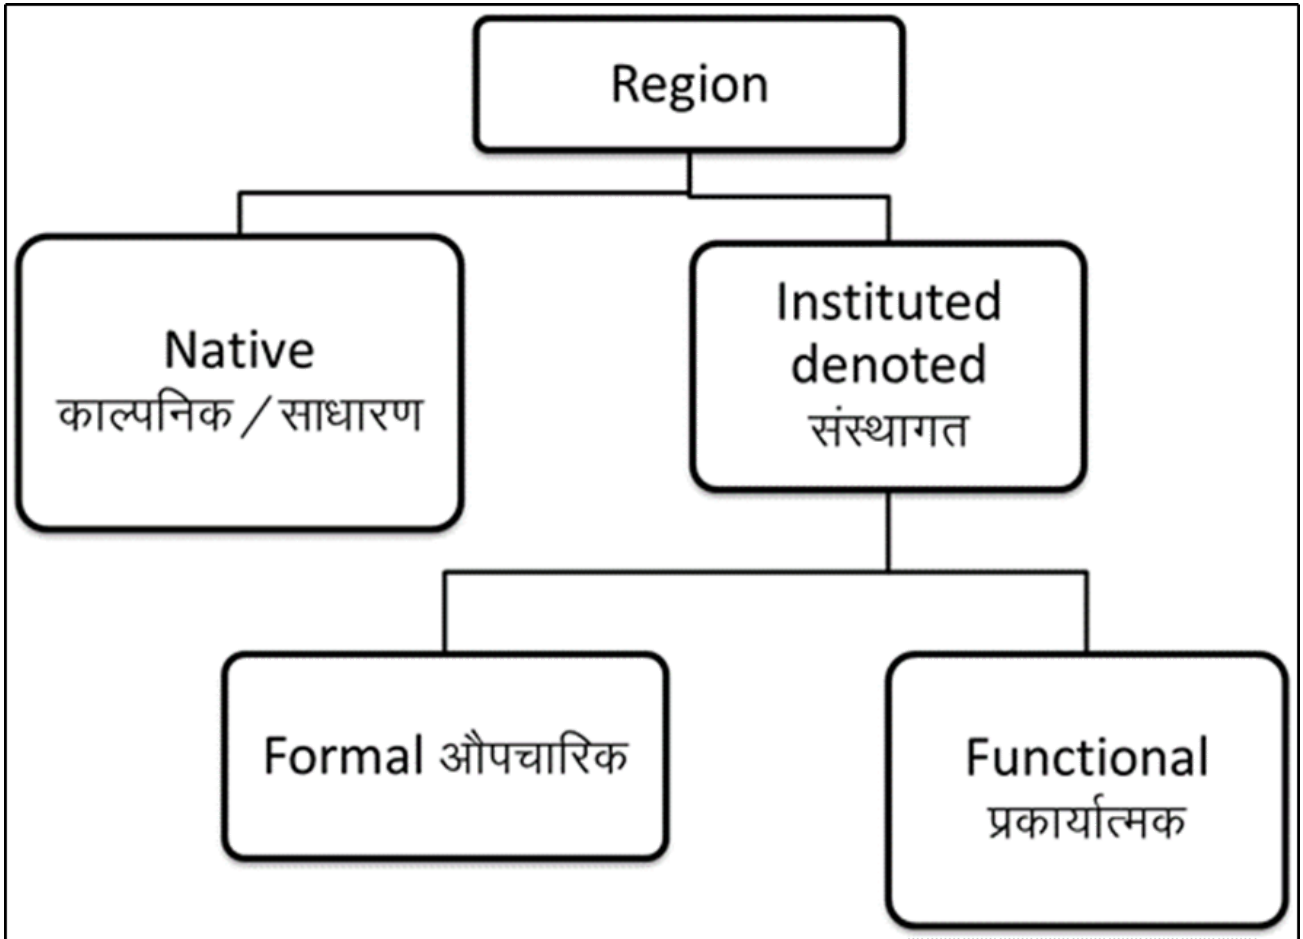 Region
Native
काल्पनिक / साधारण
Instituted
denoted
संस्थागत
Formal औपचारिक
Functional
प्रकार्यात्मक